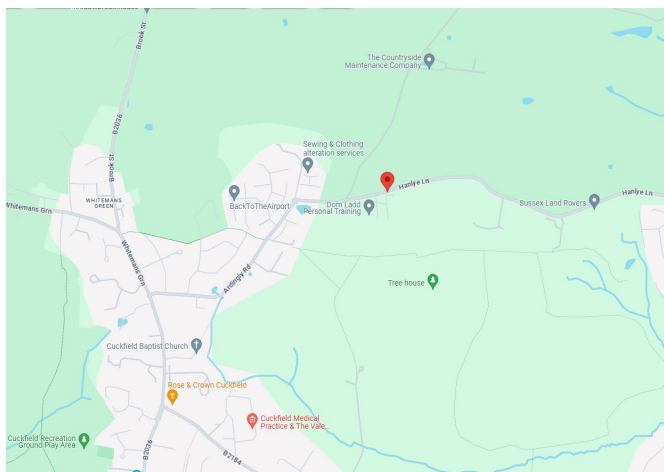 Brook St
B2036
Brook St
The Countryside
Maintenance Company
Sewing & Clothing
alteration services
Hanlye Ln
Hanlye Ln
WHITEMANS
GREEN
BackToTheAirport
Dom Ladd
Personal Training
Sussex Land Rovers
Whitemans Grn
Whitemans Grn
Ardingly Rd
Tree house
Cuckfield Baptist Church
Rose & Crown Cuckfield
Cuckfield Medical
Practice & The Vale...
Cuckfield Recreation
Ground Play Area
B2036
B2184